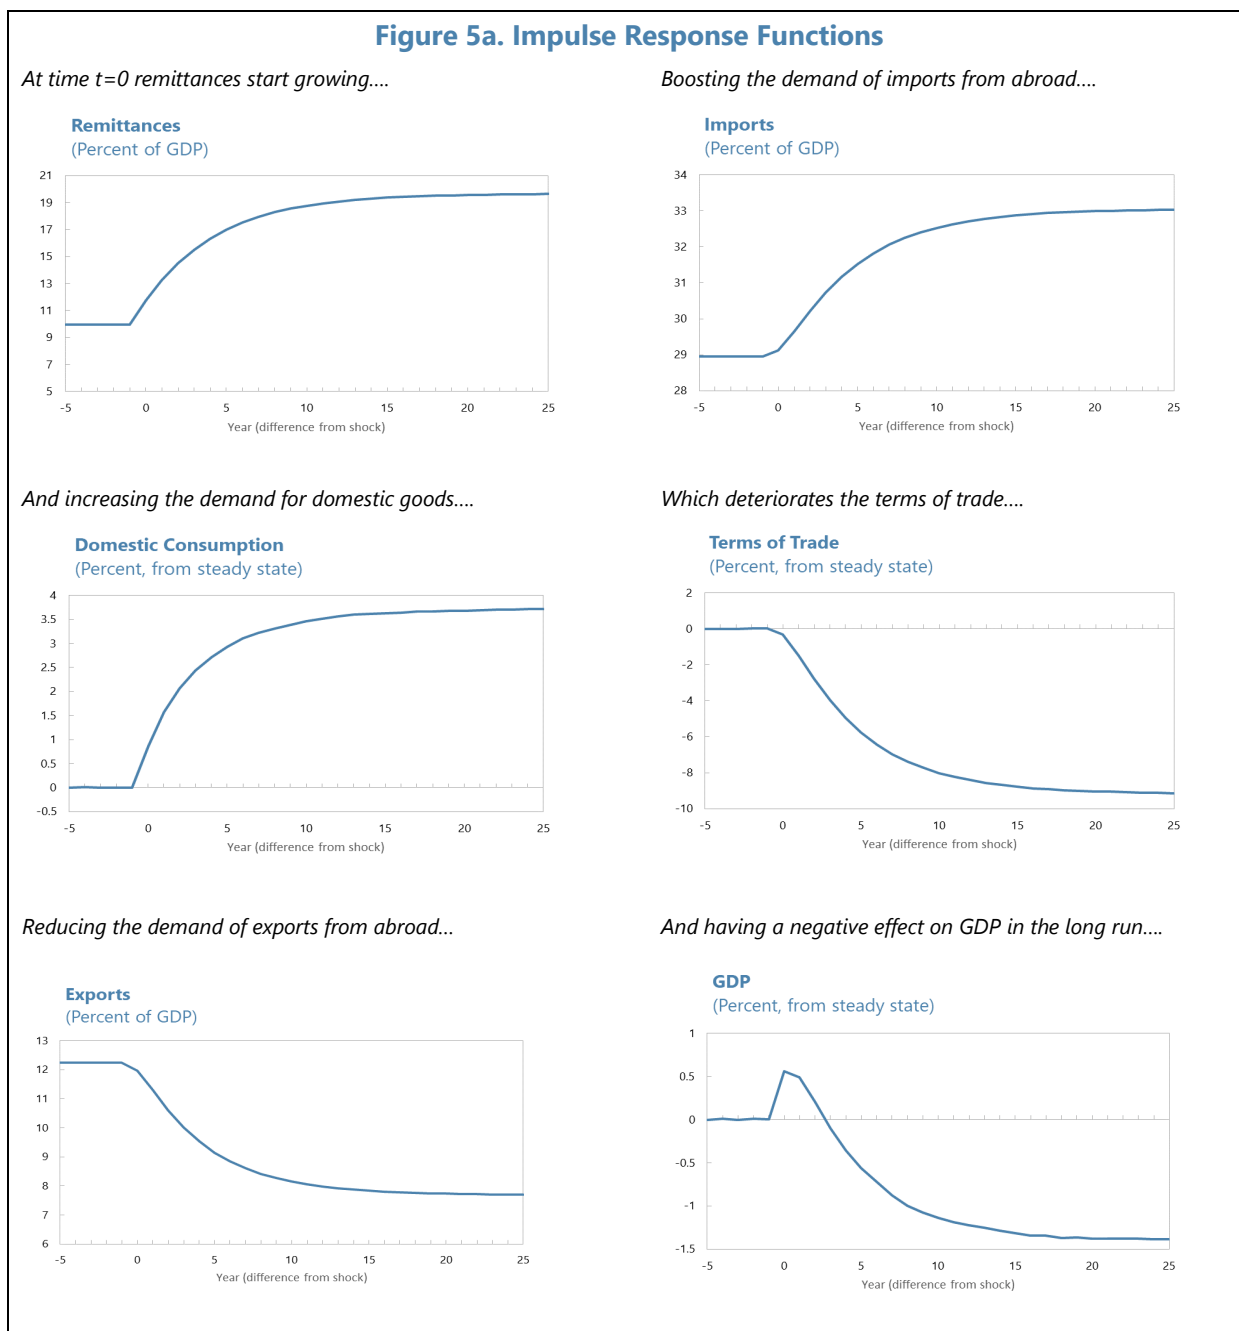 Figure 5a. Impulse Response Functions
At time t=0 remittances start growing....
Boosting the demand of imports from abroad....
Remittances
(Percent of GDP)
21
19
17
15
13
11
9
7
5
-5 0 5 10 15 20 25
Year (difference from shock)
Imports
(Percent of GDP)
34
33
32
31
30
29
28
-5 0 5 10 15 20 25
Year (difference from shock)
And increasing the demand for domestic goods....
Which deteriorates the terms of trade....
Domestic Consumption
(Percent, from steady state)
4
3.5
3
2.5
2
1.5
1
0.5
0
-0.5
-5 0 5 10 15 20 25
Year (difference from shock)
Terms of Trade
(Percent, from steady state)
2
0
-2
-4
-6
-8
-10
-5 0 5 10 15 20 25
Year (difference from shock)
Reducing the demand of exports from abroad...
And having a negative effect on GDP in the long run....
Exports
(Percent of GDP)
13
12
11
10
9
8
7
6
-5 0 5 10 15 20 25
Year (difference from shock)
GDP
(Percent, from steady state)
1
0.5
0
-0.5
-1
-1.5
-5 0 5 10 15 20 25
Year (difference from shock)